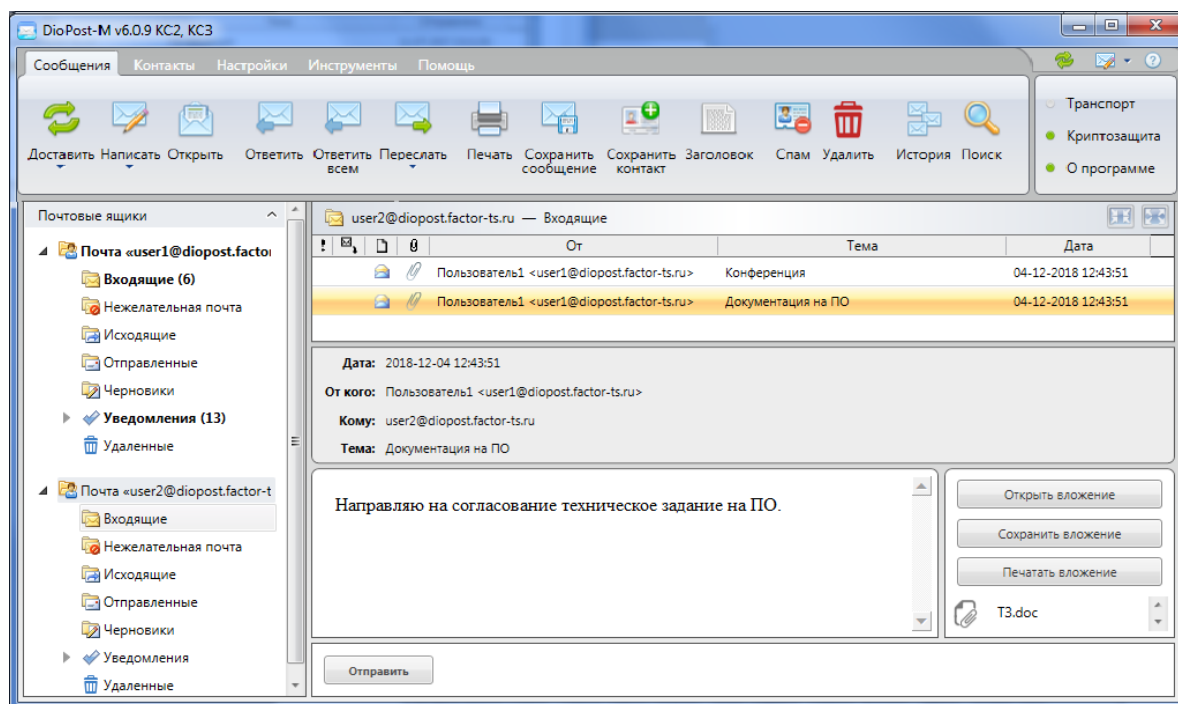 DioPost-M v6.0.9 КС2, КС3
Сообщения Контакты Настройки Инструменты Помощь
Доставить Написать Открыть Ответить Ответить всем Переслать Печать Сохранить сообщение Сохранить контакт Заголовок Спам Удалить История Поиск
Транспорт
Криптозащита
О программе
Почтовые ящики
Почта «user1@diopost.factor
Входящие (6)
Нежелательная почта
Исходящие
Отправленные
Черновики
Уведомления (13)
Удаленные
Почта «user2@diopost.factor-t
Входящие
Нежелательная почта
Исходящие
Отправленные
Черновики
Уведомления
Удаленные
user2@diopost.factor-ts.ru — Входящие
От Тема Дата
Пользователь1 <user1@diopost.factor-ts.ru> Конференция 04-12-2018 12:43:51
Пользователь1 <user1@diopost.factor-ts.ru> Документация на ПО 04-12-2018 12:43:51
Дата: 2018-12-04 12:43:51
От кого: Пользователь1 <user1@diopost.factor-ts.ru>
Кому: user2@diopost.factor-ts.ru
Тема: Документация на ПО
Направляю на согласование техническое задание на ПО.
Открыть вложение
Сохранить вложение
Печатать вложение
ТЗ.doc
Отправить